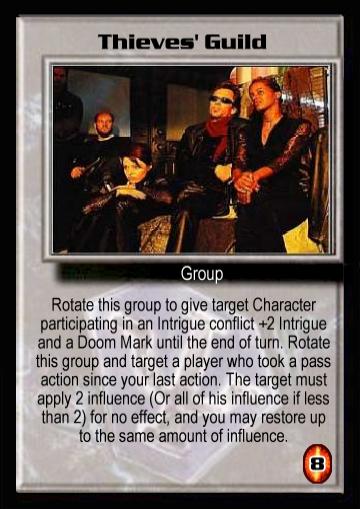 Thieves' Guild
Group
Rotate this group to give target Character
participating in an Intrigue conflict +2 Intrigue
and a Doom Mark until the end of turn. Rotate
this group and target a player who took a pass
action since your last action. The target must
apply 2 influence (Or all of his influence if less
than 2) for no effect, and you may restore up
to the same amount of influence.
8